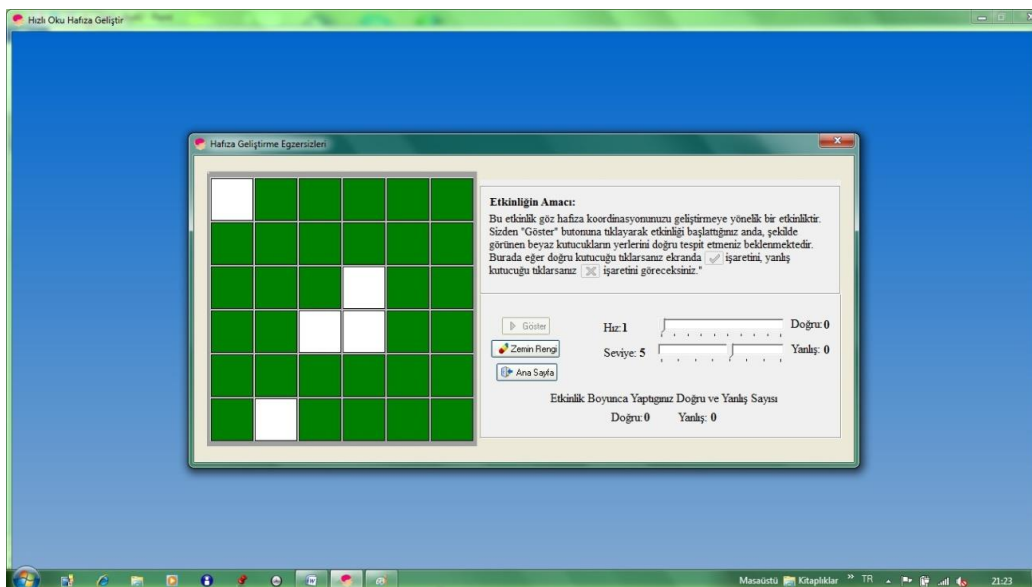 Hızlı Oku Hafıza Geliştir
Hafıza Geliştirme Egzersizleri
Etkinliğin Amacı:
Bu etkinlik göz hafıza koordinasyonunuzu geliştirmeye yönelik bir etkinliktir.
Sizden "Göster" butonuna tıklayarak etkinliği başlattığınız anda, şekilde
görünen beyaz kutucukların yerlerini doğru tespit etmeniz beklenmektedir.
Burada eğer doğru kutucuğu tıklarsanız ekranda işaretini, yanlış
kutucuğu tıklarsanız işaretini göreceksiniz."
Göster
Hız:1
Doğru:0
Zemin Rengi
Seviye: 5
Yanlış: 0
Ana Sayfa
Etkinlik Boyunca Yaptığınız Doğru ve Yanlış Sayısı
Doğru:0 Yanlış: 0
Masaüstü Kitaplıklar » TR 21:23